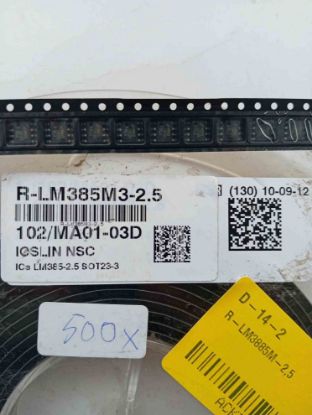 R-LM385M3-2.5
102/MA01-03D
ICSLIN NSC
ICs LM385-2.5 SOT23-3
(130) 10-09-12
500x
D-14-2
R-LM3885M-2.5